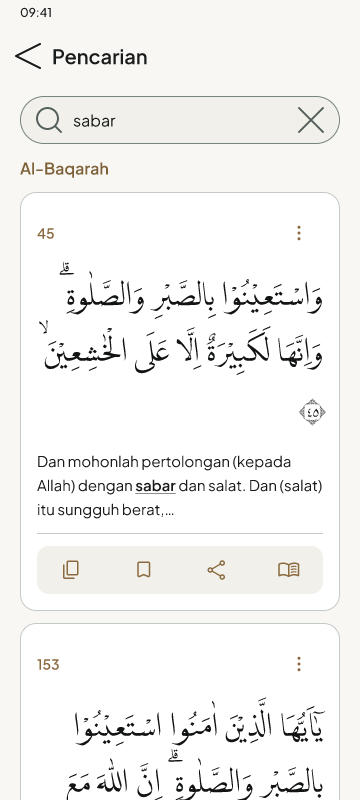 09:41
Pencarian
sabar
Al-Baqarah
45
وَاسْتَعِيْنُوْا بِالصَّبْرِ وَالصَّلٰوةِ ۗ
وَاِنَّهَا لَكَبِيْرَةٌ اِلَّا عَلَى الْخٰشِعِيْنَۙ
٤٥
Dan mohonlah pertolongan (kepada
Allah) dengan sabar dan salat. Dan (salat)
itu sungguh berat,...
153
يٰٓاَيُّهَا الَّذِيْنَ اٰمَنُوا اسْتَعِيْنُوْا
بِالصَّبْرِ وَالصَّلٰوةِ ۗ اِنَّ اللّٰهَ مَعَ